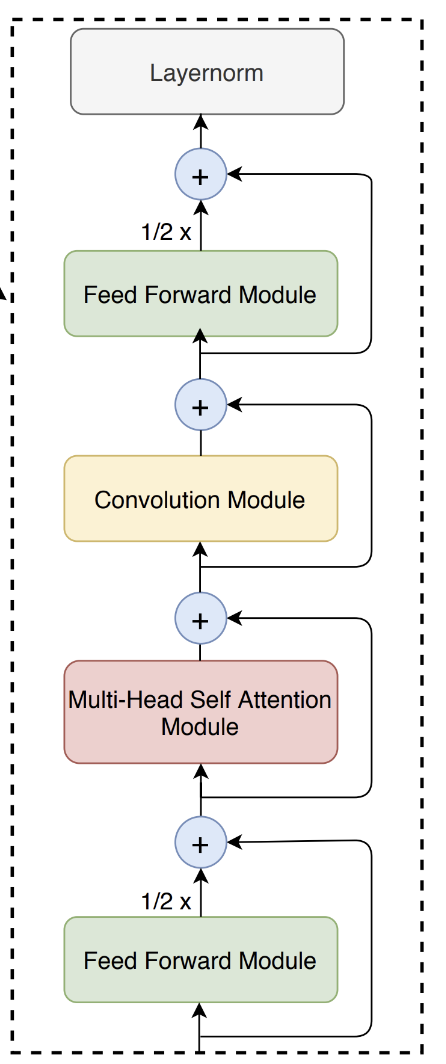 Layernorm
+
1/2 x
Feed Forward Module
+
Convolution Module
+
Multi-Head Self Attention
Module
+
1/2 x
Feed Forward Module